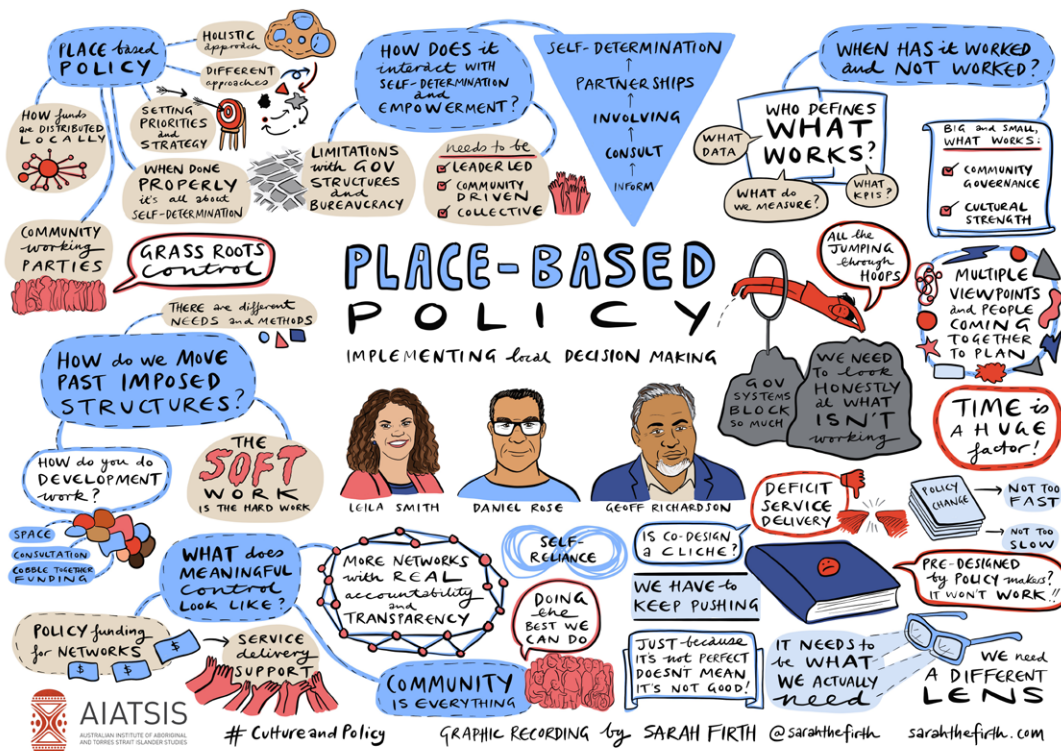 PLACE based
POLICY
HOLISTIC
approach
DIFFERENT
approaches
SETTING
PRIORITIES
and
STRATEGY
HOW funds
are DISTRIBUTED
LOCALLY
WHEN DONE
PROPERLY
it's all about
SELF-DETERMINATION
COMMUNITY
working
PARTIES
GRASS ROOTS
control
HOW DOES it
interact WITH
SELF-DETERMINATION
and
EMPOWERMENT?
LIMITATIONS
with GOV
STRUCTURES
and
BUREAUCRACY
needs to be
LEADER LED
COMMUNITY
DRIVEN
COLLECTIVE
SELF-DETERMINATION
PARTNERSHIPS
INVOLVING
CONSULT
INFORM
WHEN HAS it WORKED
and NOT WORKED?
WHO DEFINES
WHAT
WORKS?
WHAT
DATA
WHAT do
we MEASURE?
WHAT
KPIS?
BIG and SMALL,
WHAT WORKS:
COMMUNITY
GOVERNANCE
CULTURAL
STRENGTH
PLACE-BASED
POLICY
IMPLEMENTING local DECISION MAKING
All the
JUMPING
through
HOOPS
GOV
SYSTEMS
BLOCK
SO MUCH
WE NEED
To look
HONESTLY
at WHAT
ISN'T
working
MULTIPLE
VIEWPOINTS
and PEOPLE
COMING
TOGETHER
TO PLAN
TIME is
A HUGE
factor!
THERE are different
NEEDS and METHODS
HOW do we MOVE
PAST IMPOSED
STRUCTURES?
HOW do you do
DEVELOPMENT
work?
THE
SOFT
WORK
IS THE HARD WORK
SPACE
CONSULTATION
COBBLE TOGETHER
FUNDING
LEILA SMITH
DANIEL ROSE
GEOFF RICHARDSON
DEFICIT
SERVICE
DELIVERY
POLICY
CHANGE
NOT TOO
FAST
NOT TOO
SLOW
WHAT does
MEANINGFUL
control
LOOK LIKE?
MORE NETWORKS
with REAL
accountability
and
TRANSPARENCY
SELF-
RELIANCE
IS CO-DESIGN
a CLICHE?
WE HAVE to
KEEP PUSHING
PRE-DESIGNED
by POLICY makers?
IT WON'T WORK!!
DOING
the
BEST WE
CAN DO
POLICY funding
for NETWORKS
$
$
$
SERVICE
delivery
SUPPORT
COMMUNITY
IS EVERYTHING
JUST because
IT'S not PERFECT
DOESNT MEAN
IT'S NOT GOOD!
IT NEEDS to
be WHAT
WE ACTUALLY
need
WE need
A DIFFERENT
LENS
AIATSIS
AUSTRALIAN INSTITUTE OF ABORIGINAL
AND TORRES STRAIT ISLANDER STUDIES
# Culture and Policy
GRAPHIC RECORDING by SARAH FIRTH @sarahthefirth sarahthefirth.com